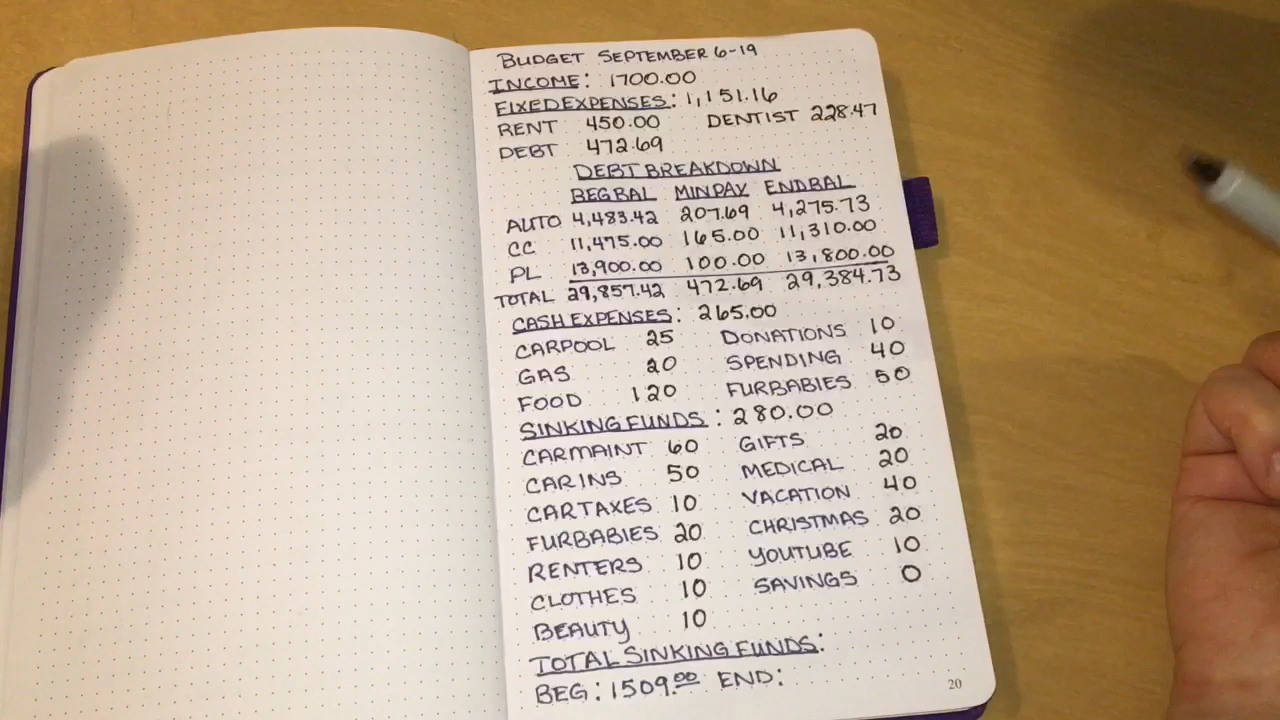 BUDGET SEPTEMBER 6-19
INCOME: 1700.00
FIXED EXPENSES: 1,151.16
RENT 450.00 DENTIST 228.47
DEBT 472.69
DEBT BREAKDOWN
BEG BAL MIN PAY END BAL
AUTO 4,483.42 207.69 4,275.73
CC 11,475.00 165.00 11,310.00
PL 13,900.00 100.00 13,800.00
TOTAL 29,857.42 472.69 29,384.73
CASH EXPENSES: 265.00
CARPOOL 25 DONATIONS 10
GAS 20 SPENDING 40
FOOD 120 FURBABIES 50
SINKING FUNDS: 280.00
CAR MAINT 60 GIFTS 20
CAR INS 50 MEDICAL 20
CAR TAXES 10 VACATION 40
FURBABIES 20 CHRISTMAS 20
RENTERS 10 YOUTUBE 10
CLOTHES 10 SAVINGS 0
BEAUTY 10
TOTAL SINKING FUNDS:
BEG: 1509.00 END:
20